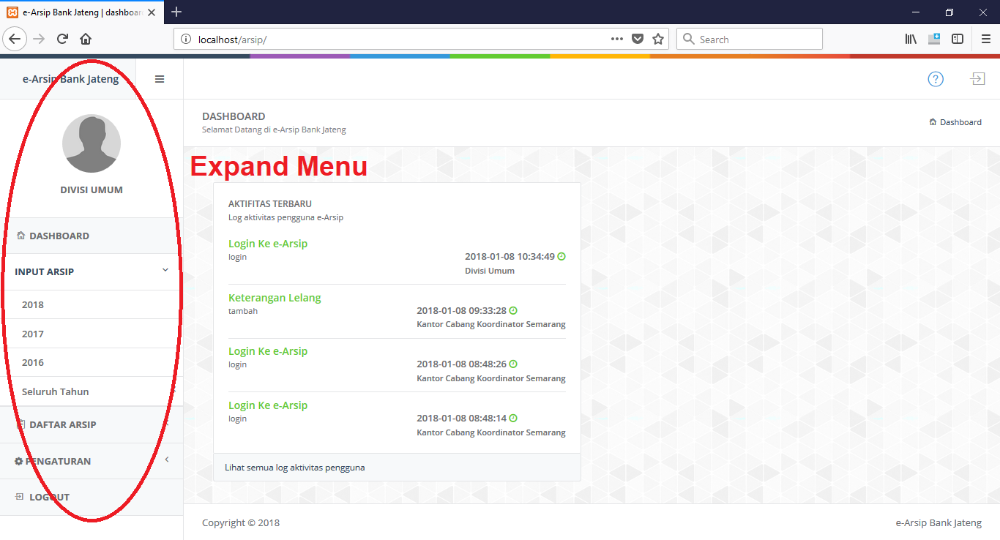 e-Arsip Bank Jateng | dashboar
localhost/arsip/
Search
e-Arsip Bank Jateng
DIVISI UMUM
DASHBOARD
INPUT ARSIP
2018
2017
2016
Seluruh Tahun
DAFTAR ARSIP
PENGATURAN
LOGOUT
?
DASHBOARD
Selamat Datang di e-Arsip Bank Jateng
Dashboard
Expand Menu
AKTIFITAS TERBARU
Log aktivitas pengguna e-Arsip
Login Ke e-Arsip
login
2018-01-08 10:34:49
Divisi Umum
Keterangan Lelang
tambah
2018-01-08 09:33:28
Kantor Cabang Koordinator Semarang
Login Ke e-Arsip
login
2018-01-08 08:48:26
Kantor Cabang Koordinator Semarang
Login Ke e-Arsip
login
2018-01-08 08:48:14
Kantor Cabang Koordinator Semarang
Lihat semua log aktivitas pengguna
Copyright © 2018
e-Arsip Bank Jateng